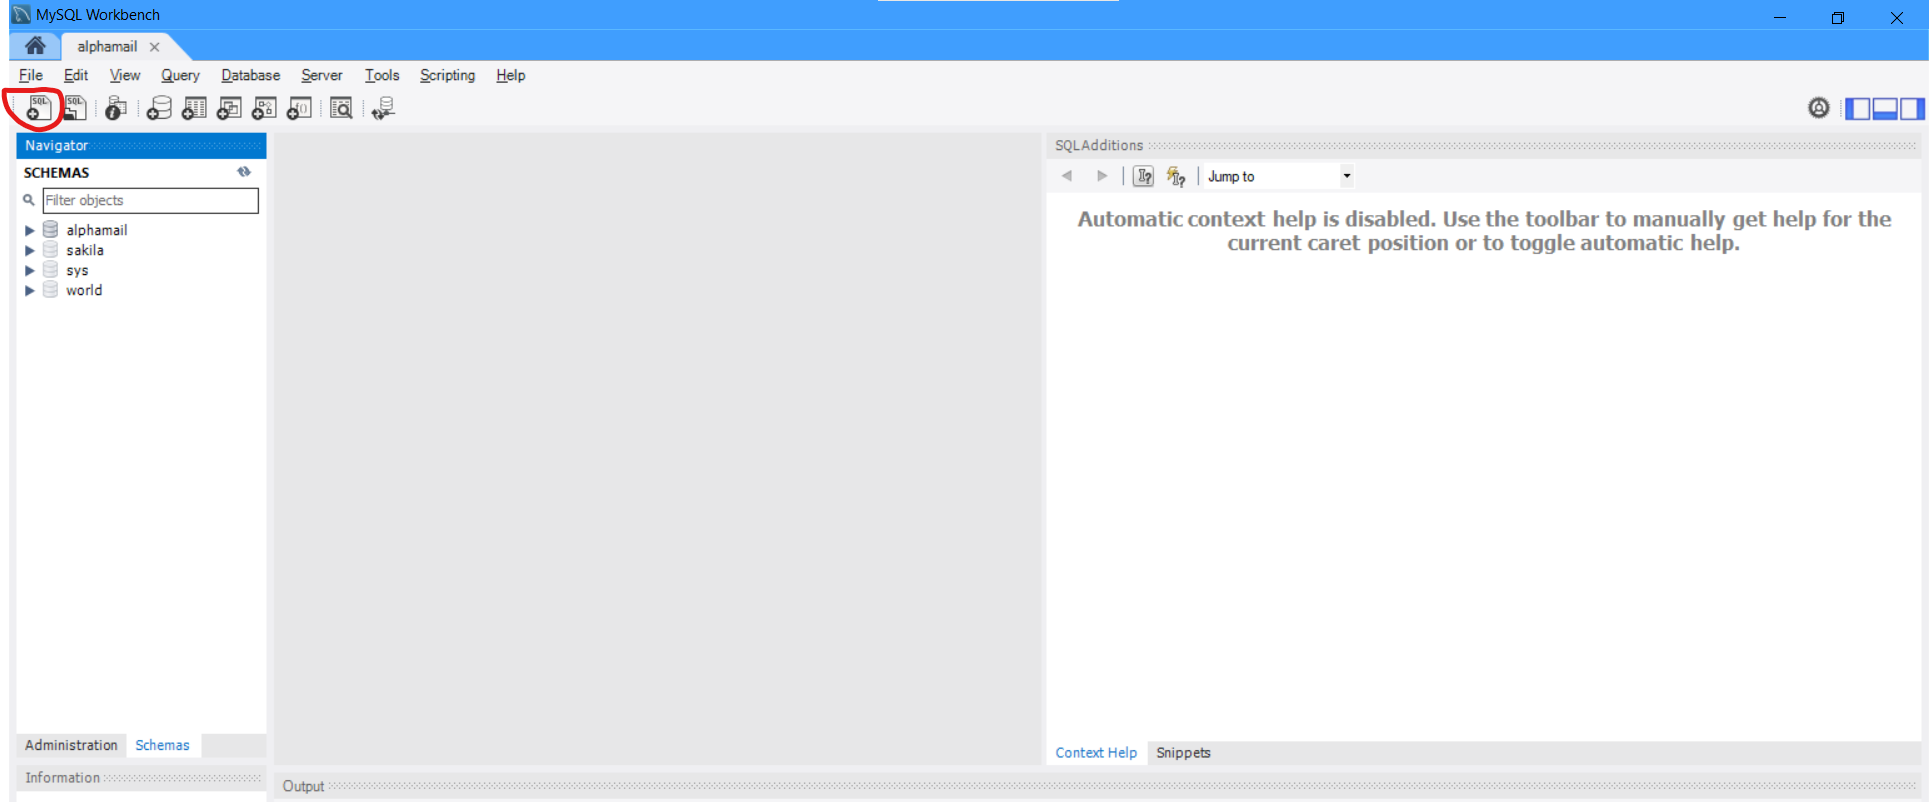 MySQL Workbench
alphamail
File Edit View Query Database Server Tools Scripting Help
SQL SQL
Navigator
SCHEMAS
Filter objects
alphamail
sakila
sys
world
Administration Schemas
Information
SQLAdditions
Jump to
Automatic context help is disabled. Use the toolbar to manually get help for the
current caret position or to toggle automatic help.
Context Help Snippets
Output